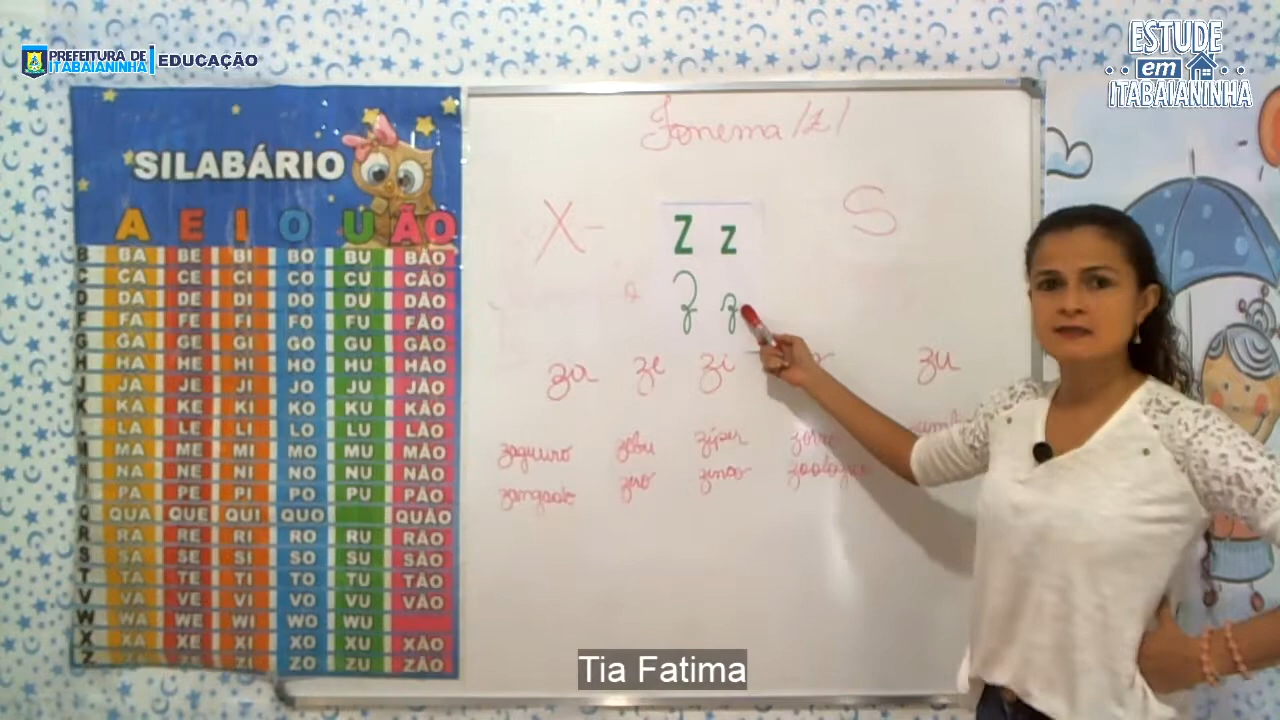 PREFEITURA DE
ITABAIANINHA
EDUCAÇÃO
ESTUDE
em
ITABAIANINHA
SILABÁRIO
A E I O U ÃO
B BA BE BI BO BU BÃO
C CA CE CI CO CU CÃO
D DA DE DI DO DU DÃO
F FA FE FI FO FU FÃO
G GA GE GI GO GU GÃO
H HA HE HI HO HU HÃO
J JA JE JI JO JU JÃO
K KA KE KI KO KU KÃO
L LA LE LI LO LU LÃO
M MA ME MI MO MU MÃO
N NA NE NI NO NU NÃO
P PA PE PI PO PU PÃO
Q QUA QUE QUI QUO QUÃO
R RA RE RI RO RU RÃO
S SA SE SI SO SU SÃO
T TA TE TI TO TU TÃO
V VA VE VI VO VU VÃO
W WA WE WI WO WU
X XA XE XI XO XU XÃO
Z ZA ZE ZI ZO ZU ZÃO
Fonema /z/
X- Z z S
z z
za ze zi zu
zagueiro zebu zíper zorro
zangado zero zinco zoológico
Tia Fatima